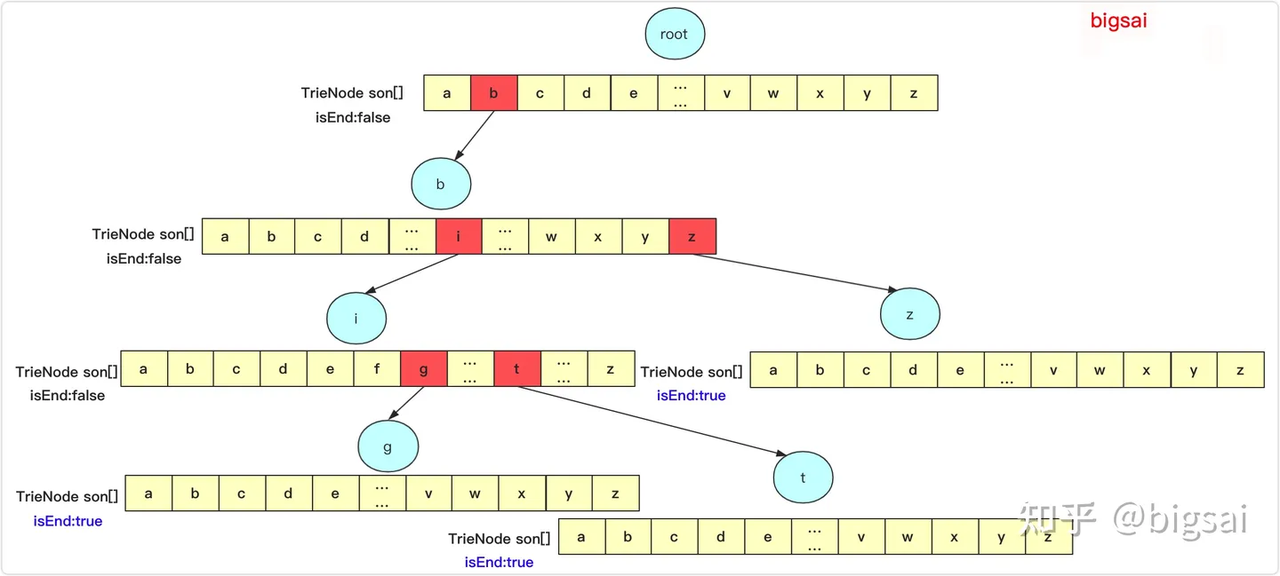 bigsai
root
TrieNode son[] a b c d e ... ... v w x y z
isEnd:false
b
TrieNode son[] a b c d ... ... i ... ... w x y z
isEnd:false
i
z
TrieNode son[] a b c d e f g ... ... t ... ... z
isEnd:false
TrieNode son[] a b c d e ... ... v w x y z
isEnd:true
g
t
TrieNode son[] a b c d e ... ... v w x y z
isEnd:true
TrieNode son[] a b c d e ... ... v w x y z
isEnd:true
知乎 @bigsai